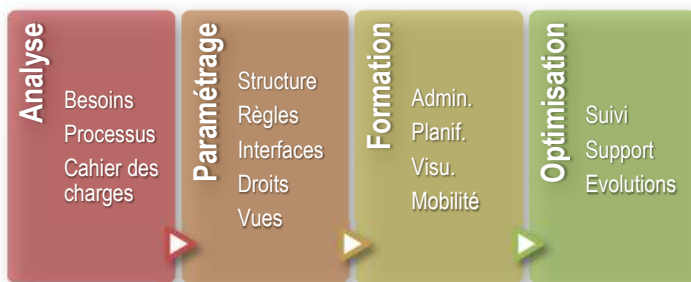 Analyse
Besoins
Processus
Cahier des
charges
Paramétrage
Structure
Règles
Interfaces
Droits
Vues
Formation
Admin.
Planif.
Visu.
Mobilité
Optimisation
Suivi
Support
Evolutions